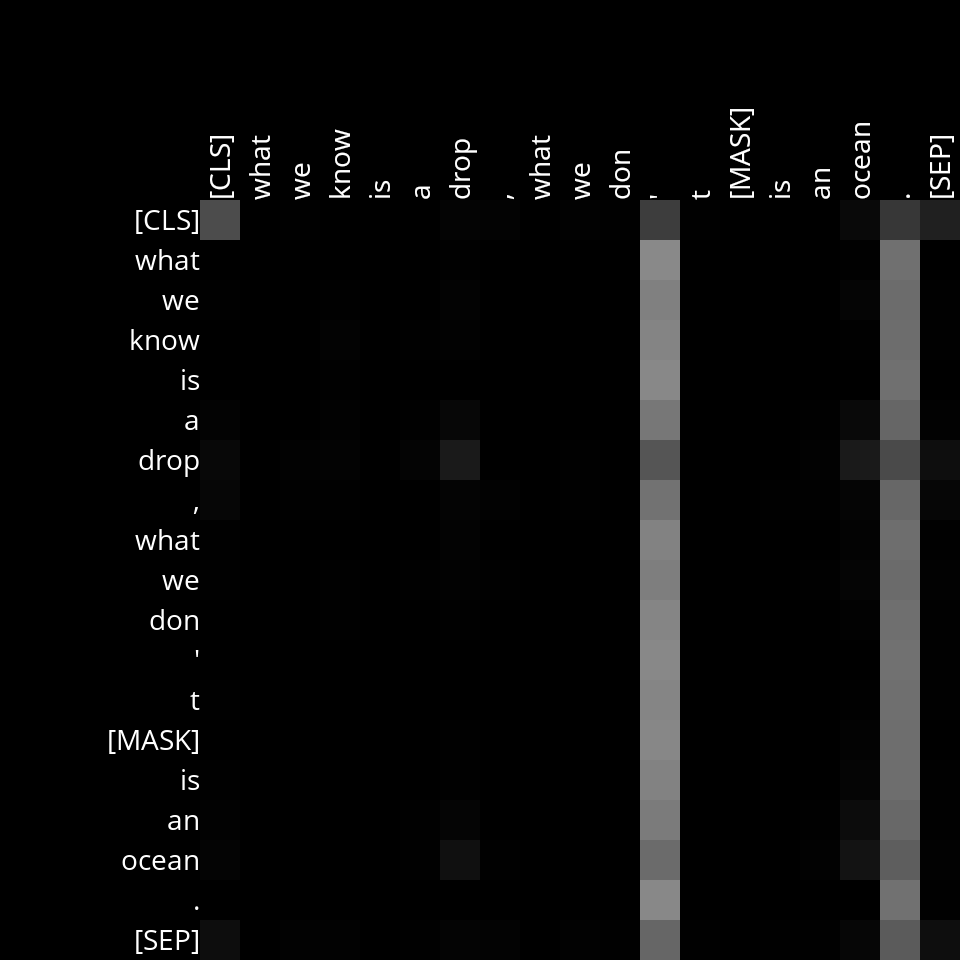 [CLS] what we know is a drop , what we don ' t [MASK] is an ocean . [SEP]
[CLS]
what
we
know
is
a
drop
,
what
we
don
'
t
[MASK]
is
an
ocean
.
[SEP]